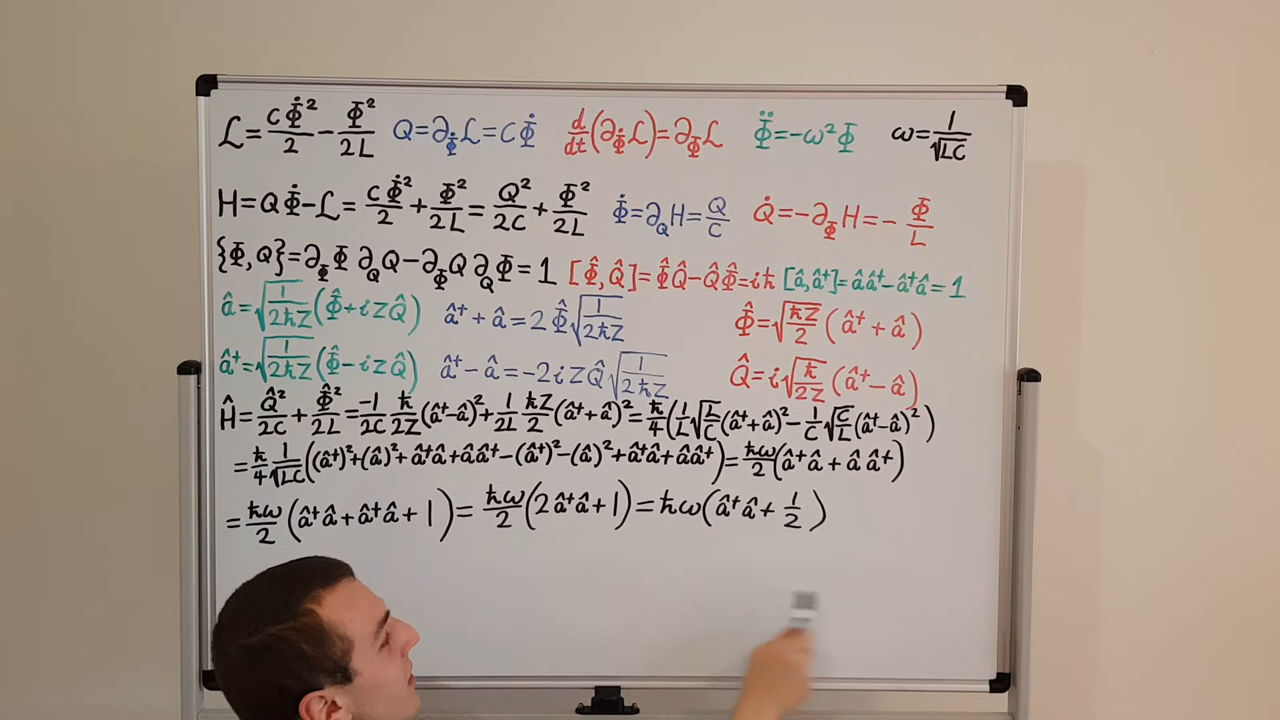 ℒ = CΦ̇²/2 − Φ²/2L Q = ∂_Φ̇ ℒ = CΦ̇ d/dt(∂_Φ̇ ℒ) = ∂_Φ ℒ Φ̈ = −ω²Φ ω = 1/√LC
H = QΦ̇ − ℒ = CΦ̇²/2 + Φ²/2L = Q²/2C + Φ²/2L Φ̇ = ∂_Q H = Q/C Q̇ = −∂_Φ H = −Φ/L
{Φ, Q} = ∂_Φ Φ ∂_Q Q − ∂_Φ Q ∂_Q Φ = 1 [Φ̂, Q̂] = Φ̂Q̂ − Q̂Φ̂ = iħ [â, â⁺] = ââ⁺ − â⁺â = 1
â = √(1/2ħZ) (Φ̂ + iZQ̂) â⁺ + â = 2Φ̂√(1/2ħZ) Φ̂ = √(ħZ/2) (â⁺ + â)
â⁺ = √(1/2ħZ) (Φ̂ − iZQ̂) â⁺ − â = −2iZQ̂√(1/2ħZ) Q̂ = i√(ħ/2Z) (â⁺ − â)
Ĥ = Q̂²/2C + Φ̂²/2L = −1/2C ħ/2Z (â⁺ − â)² + 1/2L ħZ/2 (â⁺ + â)² = ħ/4 (1/L √(L/C) (â⁺ + â)² − 1/C √(C/L) (â⁺ − â)²)
= ħ/4 1/√LC ((â⁺)² + (â)² + â⁺â + ââ⁺ − (â⁺)² − (â)² + â⁺â + ââ⁺) = ħω/2 (â⁺â + ââ⁺)
= ħω/2 (â⁺â + â⁺â + 1) = ħω/2 (2â⁺â + 1) = ħω(â⁺â + 1/2)